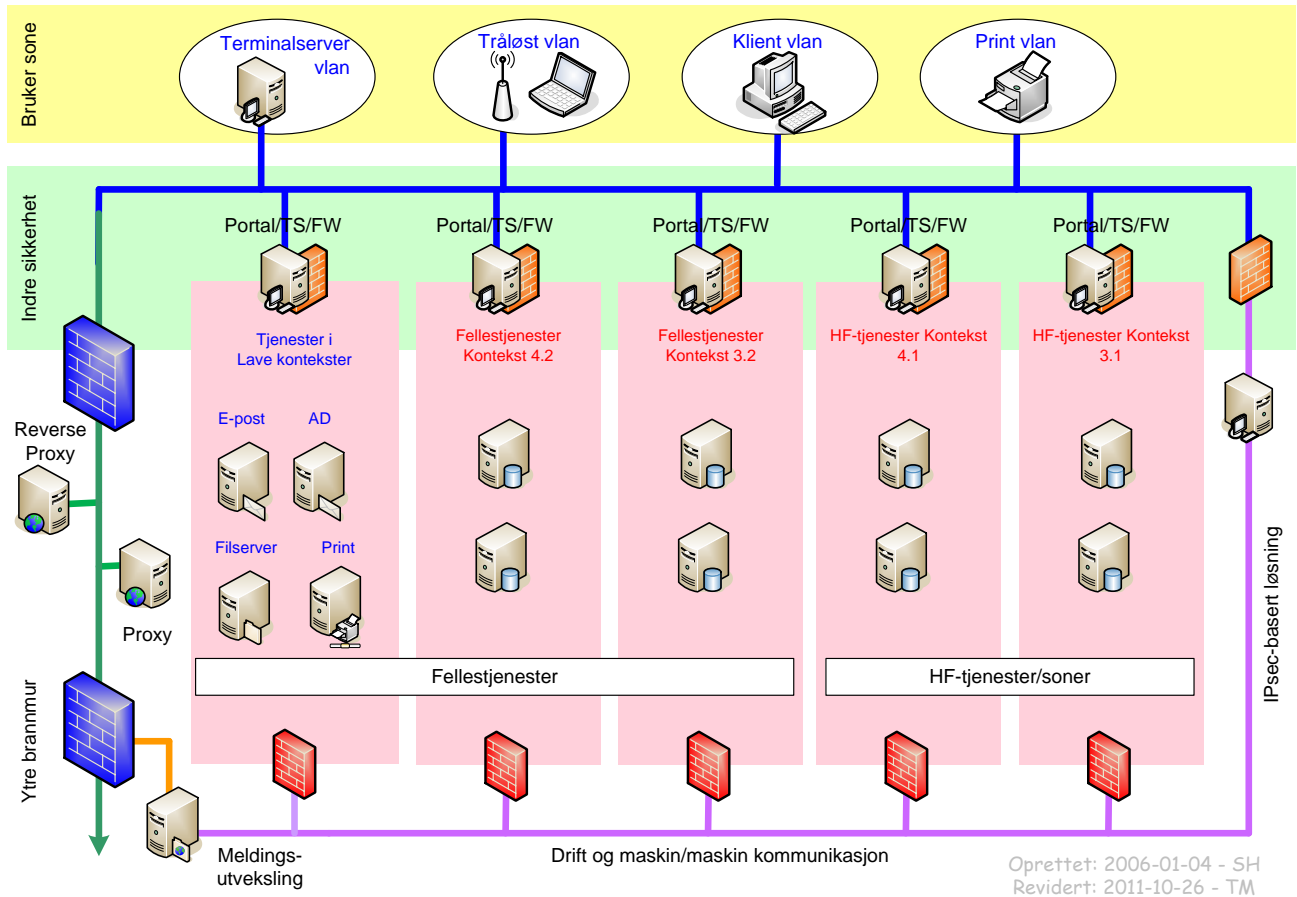 Bruker sone
Terminalserver
vlan
Tråløst vlan
Klient vlan
Print vlan
Indre sikkerhet
Portal/TS/FW
Portal/TS/FW
Portal/TS/FW
Portal/TS/FW
Portal/TS/FW
Tjenester i
Lave kontekster
Fellestjenester
Kontekst 4.2
Fellestjenester
Kontekst 3.2
HF-tjenester Kontekst
4.1
HF-tjenester Kontekst
3.1
E-post
AD
Reverse
Proxy
Filserver
Print
Proxy
IPsec-basert løsning
Fellestjenester
HF-tjenester/soner
Ytre brannmur
Meldings-
utveksling
Drift og maskin/maskin kommunikasjon
Oprettet: 2006-01-04 - SH
Revidert: 2011-10-26 - TM